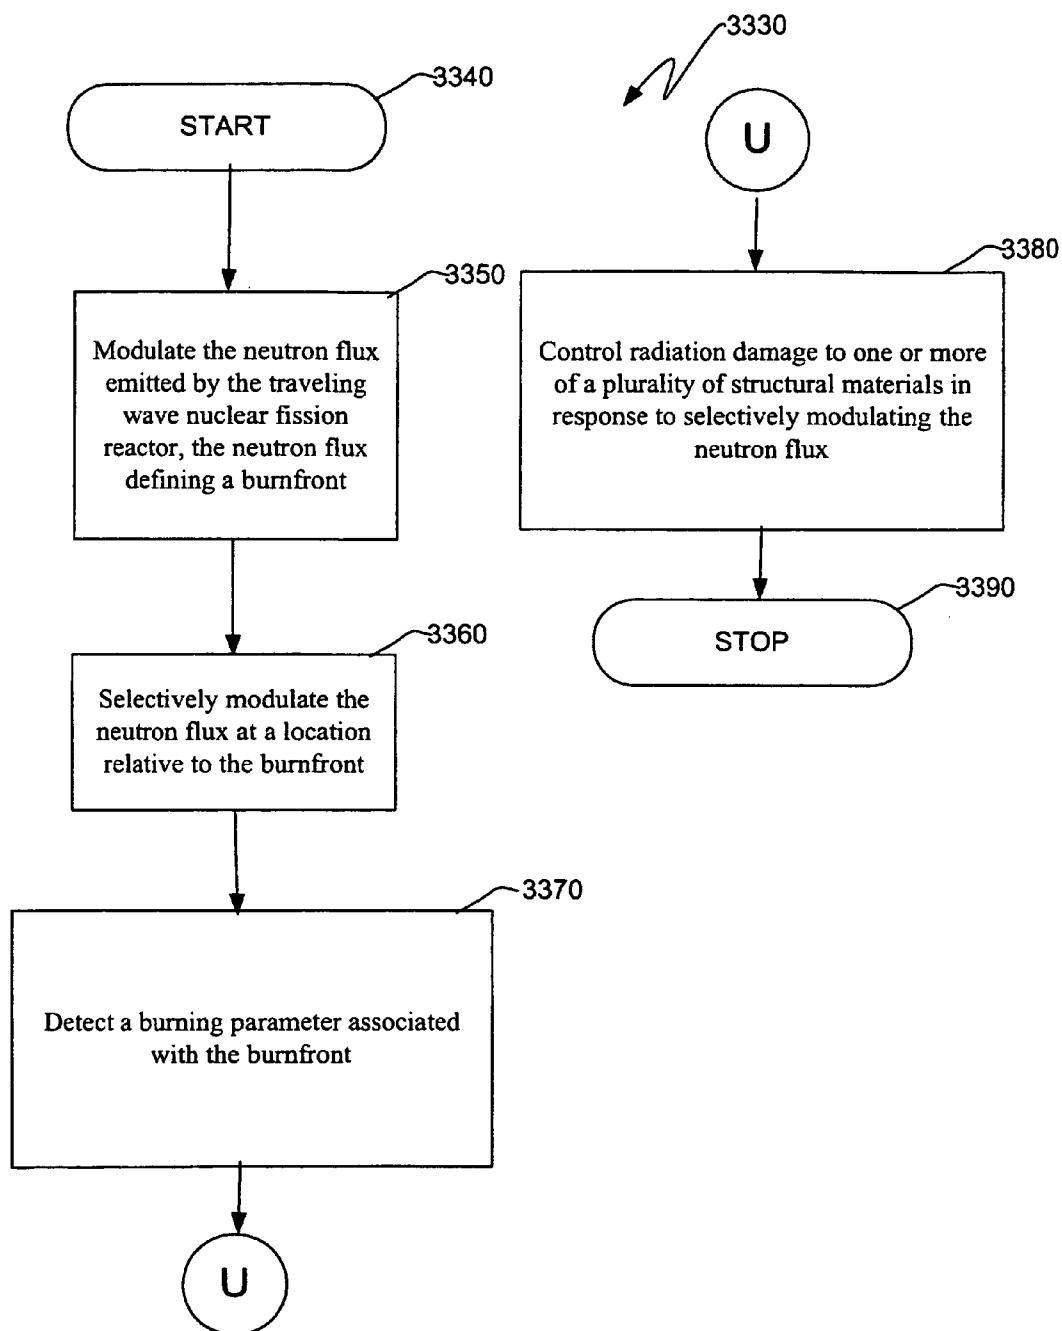 3340
START
3350
Modulate the neutron flux
emitted by the traveling
wave nuclear fission
reactor, the neutron flux
defining a burnfront
3360
Selectively modulate the
neutron flux at a location
relative to the burnfront
3370
Detect a burning parameter associated
with the burnfront
U
3330
U
3380
Control radiation damage to one or more
of a plurality of structural materials in
response to selectively modulating the
neutron flux
3390
STOP